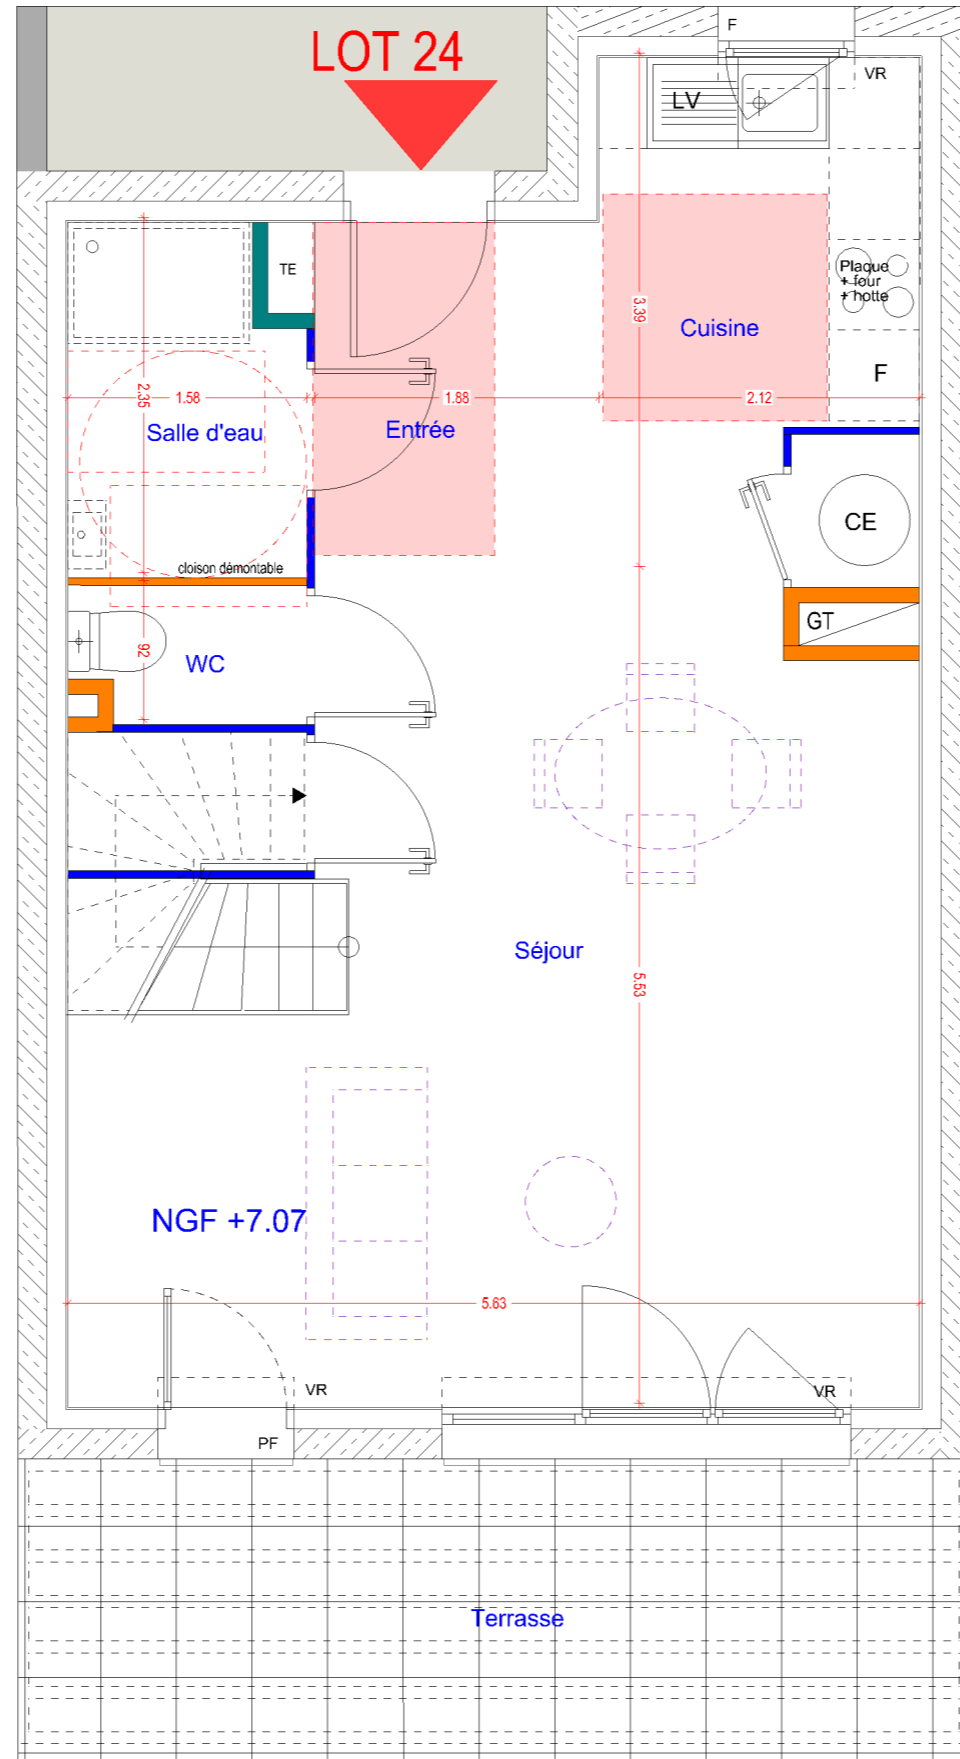 LOT 24
F
VR
LV
TE
Plaque
+ four
+ hotte
3.39
Cuisine
F
2.35
1.58
1.88
2.12
Salle d'eau
Entrée
CE
cloison démontable
GT
92
WC
Séjour
5.53
NGF +7.07
5.63
VR
VR
PF
Terrasse